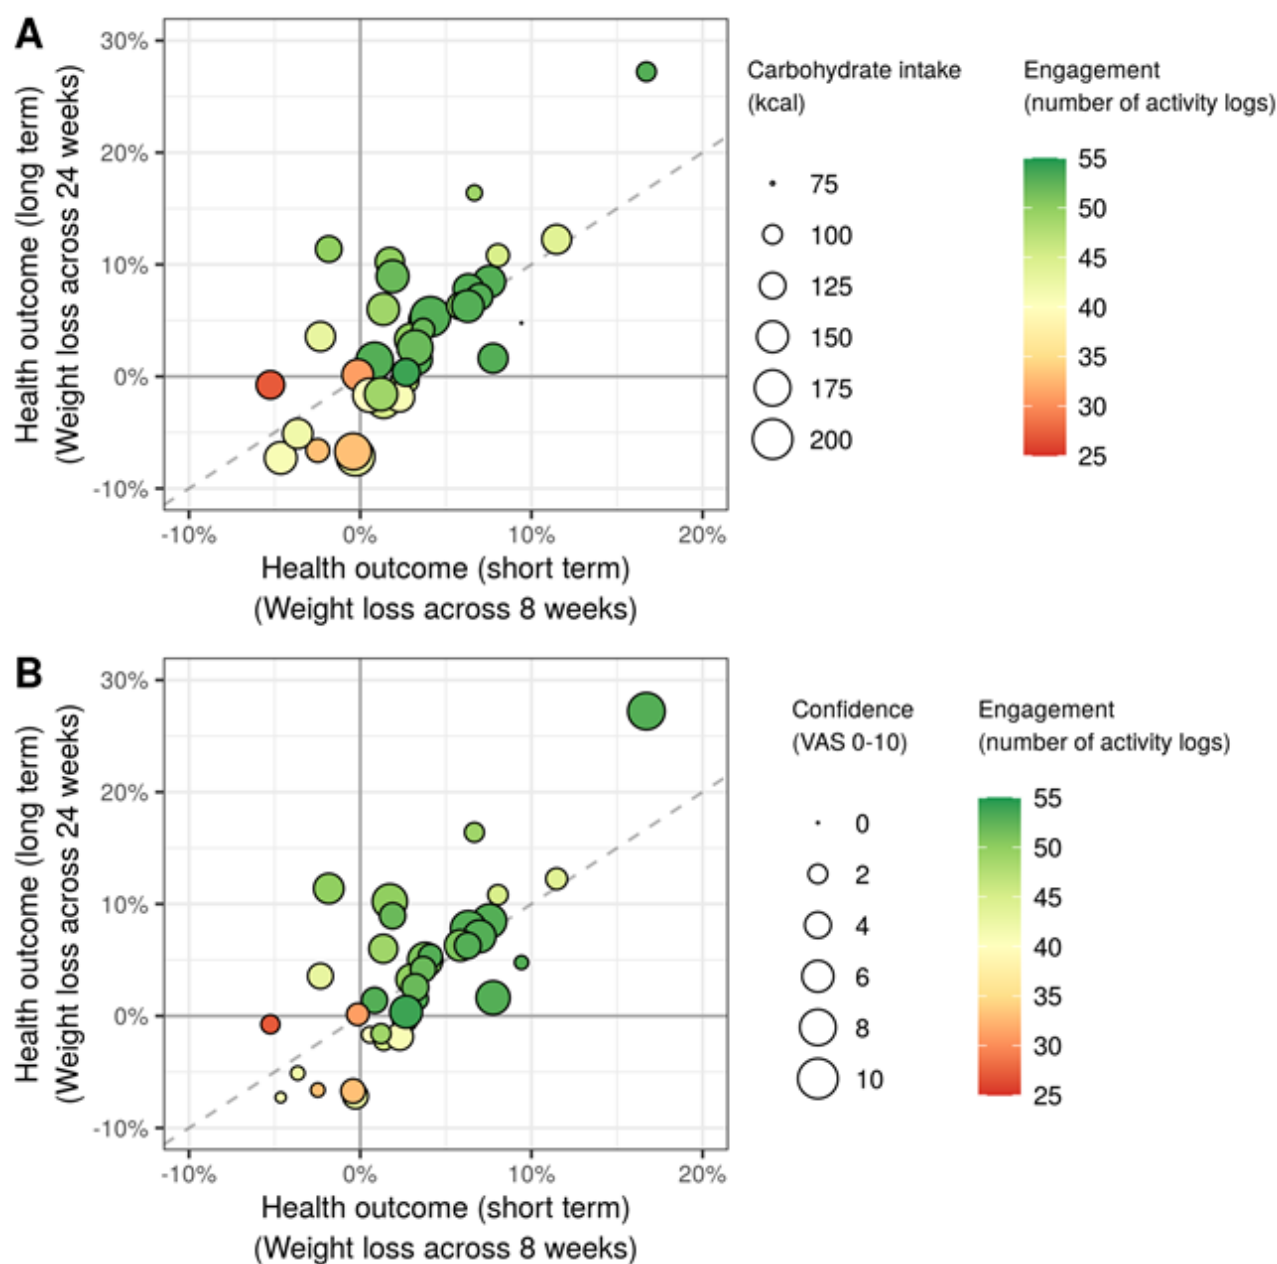 A
Health outcome (long term)
(Weight loss across 24 weeks)
30%
20%
10%
0%
-10%
-10%
0%
10%
20%
Health outcome (short term)
(Weight loss across 8 weeks)
Carbohydrate intake
(kcal)
75
100
125
150
175
200
Engagement
(number of activity logs)
55
50
45
40
35
30
25
B
Health outcome (long term)
(Weight loss across 24 weeks)
30%
20%
10%
0%
-10%
-10%
0%
10%
20%
Health outcome (short term)
(Weight loss across 8 weeks)
Confidence
(VAS 0-10)
0
2
4
6
8
10
Engagement
(number of activity logs)
55
50
45
40
35
30
25